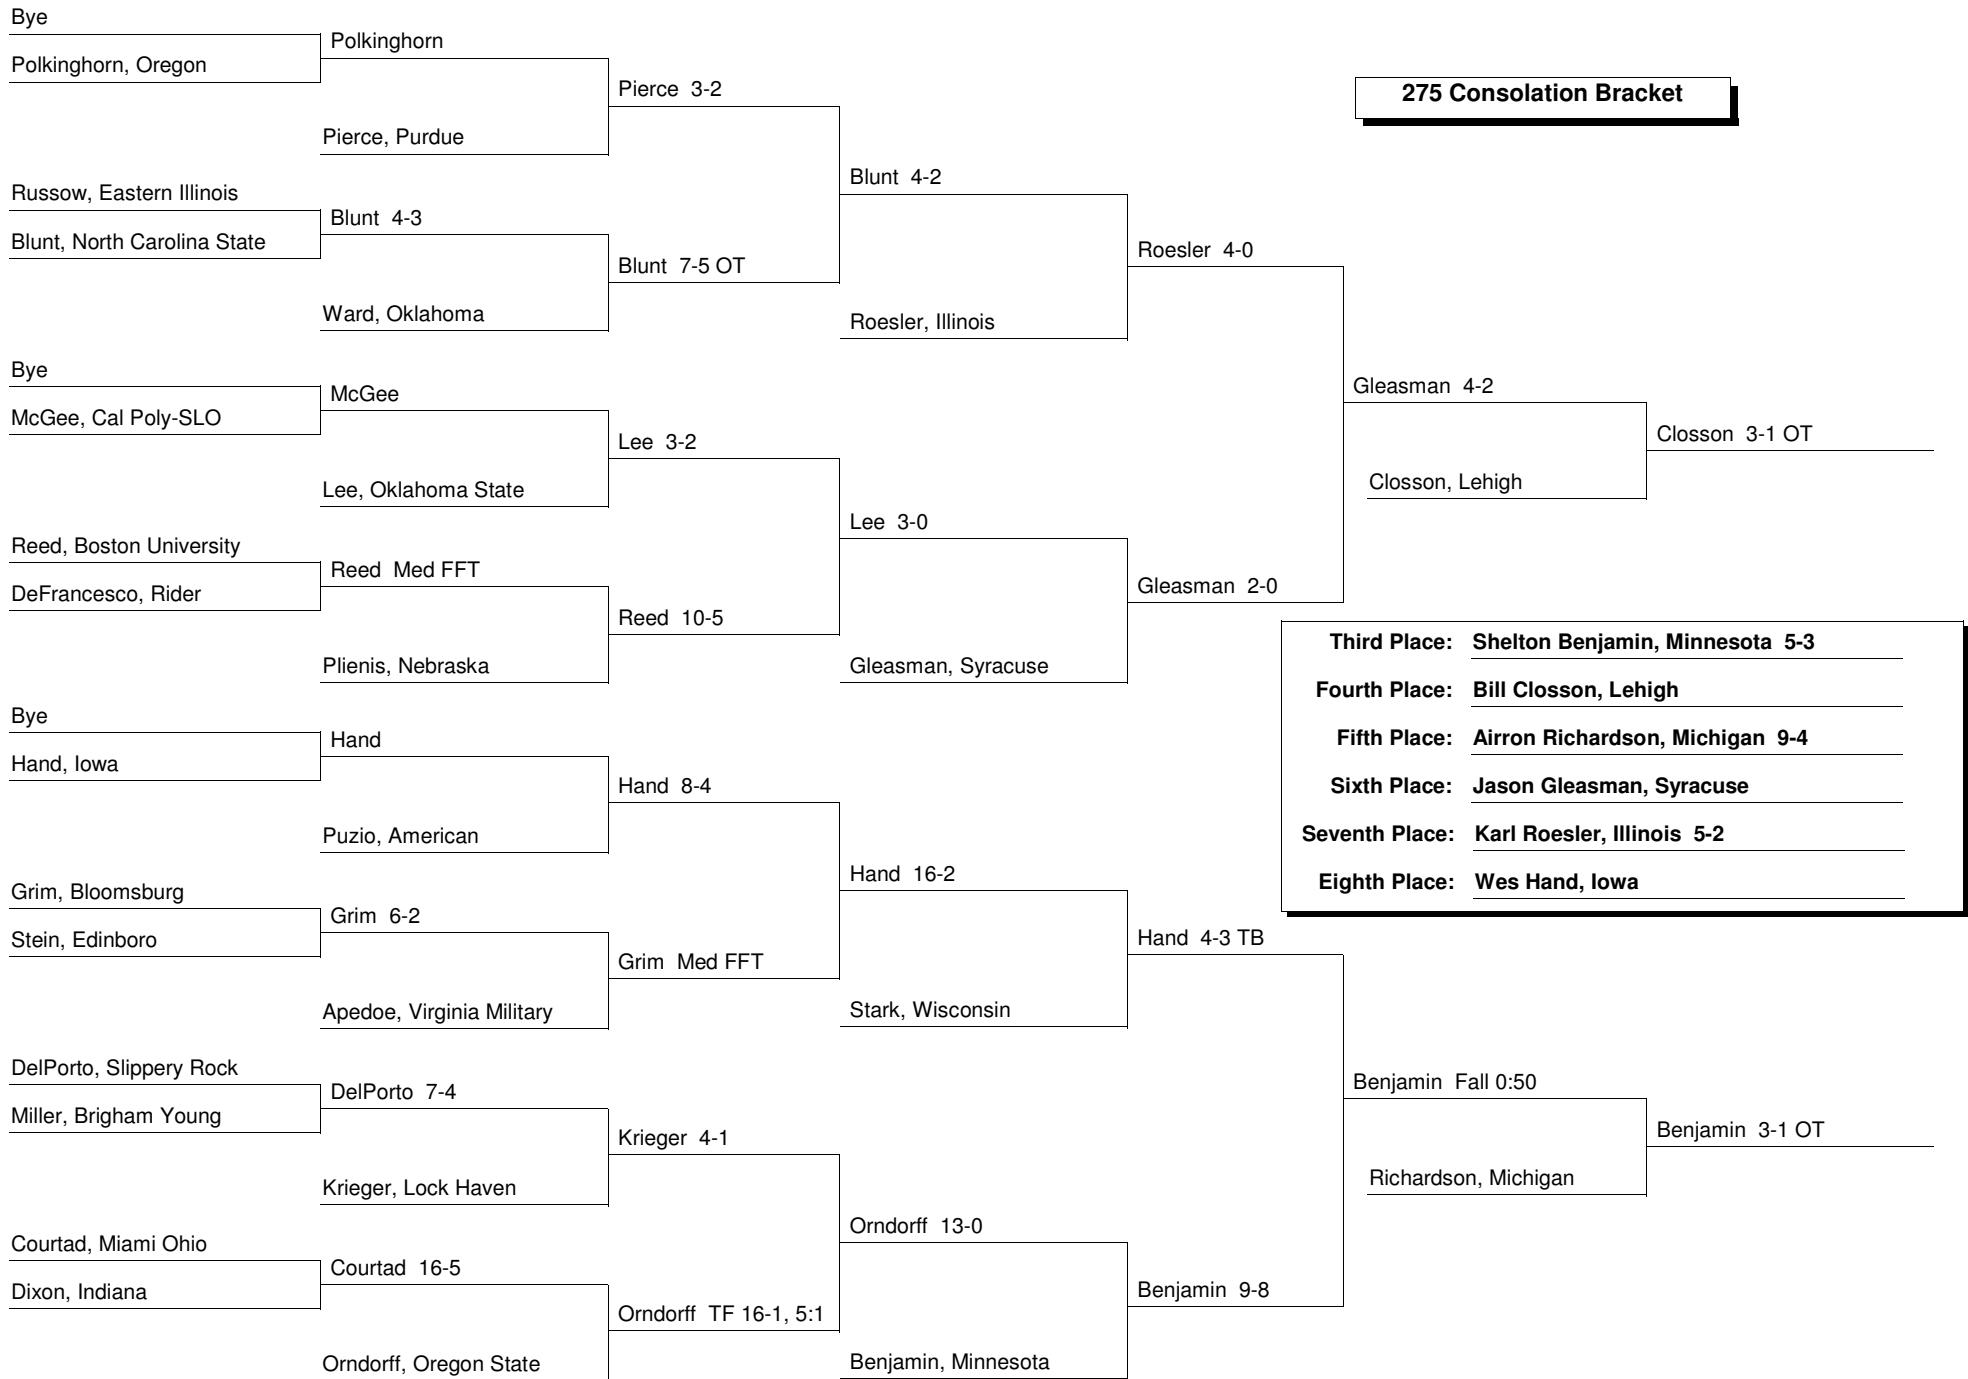 Bye
Polkinghorn, Oregon
Russow, Eastern Illinois
Blunt, North Carolina State
Bye
McGee, Cal Poly-SLO
Reed, Boston University
DeFrancesco, Rider
Bye
Hand, Iowa
Grim, Bloomsburg
Stein, Edinboro
DelPorto, Slippery Rock
Miller, Brigham Young
Courtad, Miami Ohio
Dixon, Indiana
Polkinghorn
Pierce, Purdue
Blunt 4-3
Ward, Oklahoma
McGee
Lee, Oklahoma State
Reed Med FFT
Plienis, Nebraska
Hand
Puzio, American
Grim 6-2
Apedoe, Virginia Military
DelPorto 7-4
Krieger, Lock Haven
Courtad 16-5
Orndorff, Oregon State
Pierce 3-2
Blunt 7-5 OT
Lee 3-2
Reed 10-5
Hand 8-4
Grim Med FFT
Krieger 4-1
Orndorff TF 16-1, 5:1
Blunt 4-2
Roesler, Illinois
Lee 3-0
Gleasman, Syracuse
Hand 16-2
Stark, Wisconsin
Orndorff 13-0
Benjamin, Minnesota
Roesler 4-0
Gleasman 2-0
Hand 4-3 TB
Benjamin 9-8
275 Consolation Bracket
Gleasman 4-2
Closson, Lehigh
Closson 3-1 OT
Third Place: Shelton Benjamin, Minnesota 5-3
Fourth Place: Bill Closson, Lehigh
Fifth Place: Airron Richardson, Michigan 9-4
Sixth Place: Jason Gleasman, Syracuse
Seventh Place: Karl Roesler, Illinois 5-2
Eighth Place: Wes Hand, Iowa
Benjamin Fall 0:50
Richardson, Michigan
Benjamin 3-1 OT